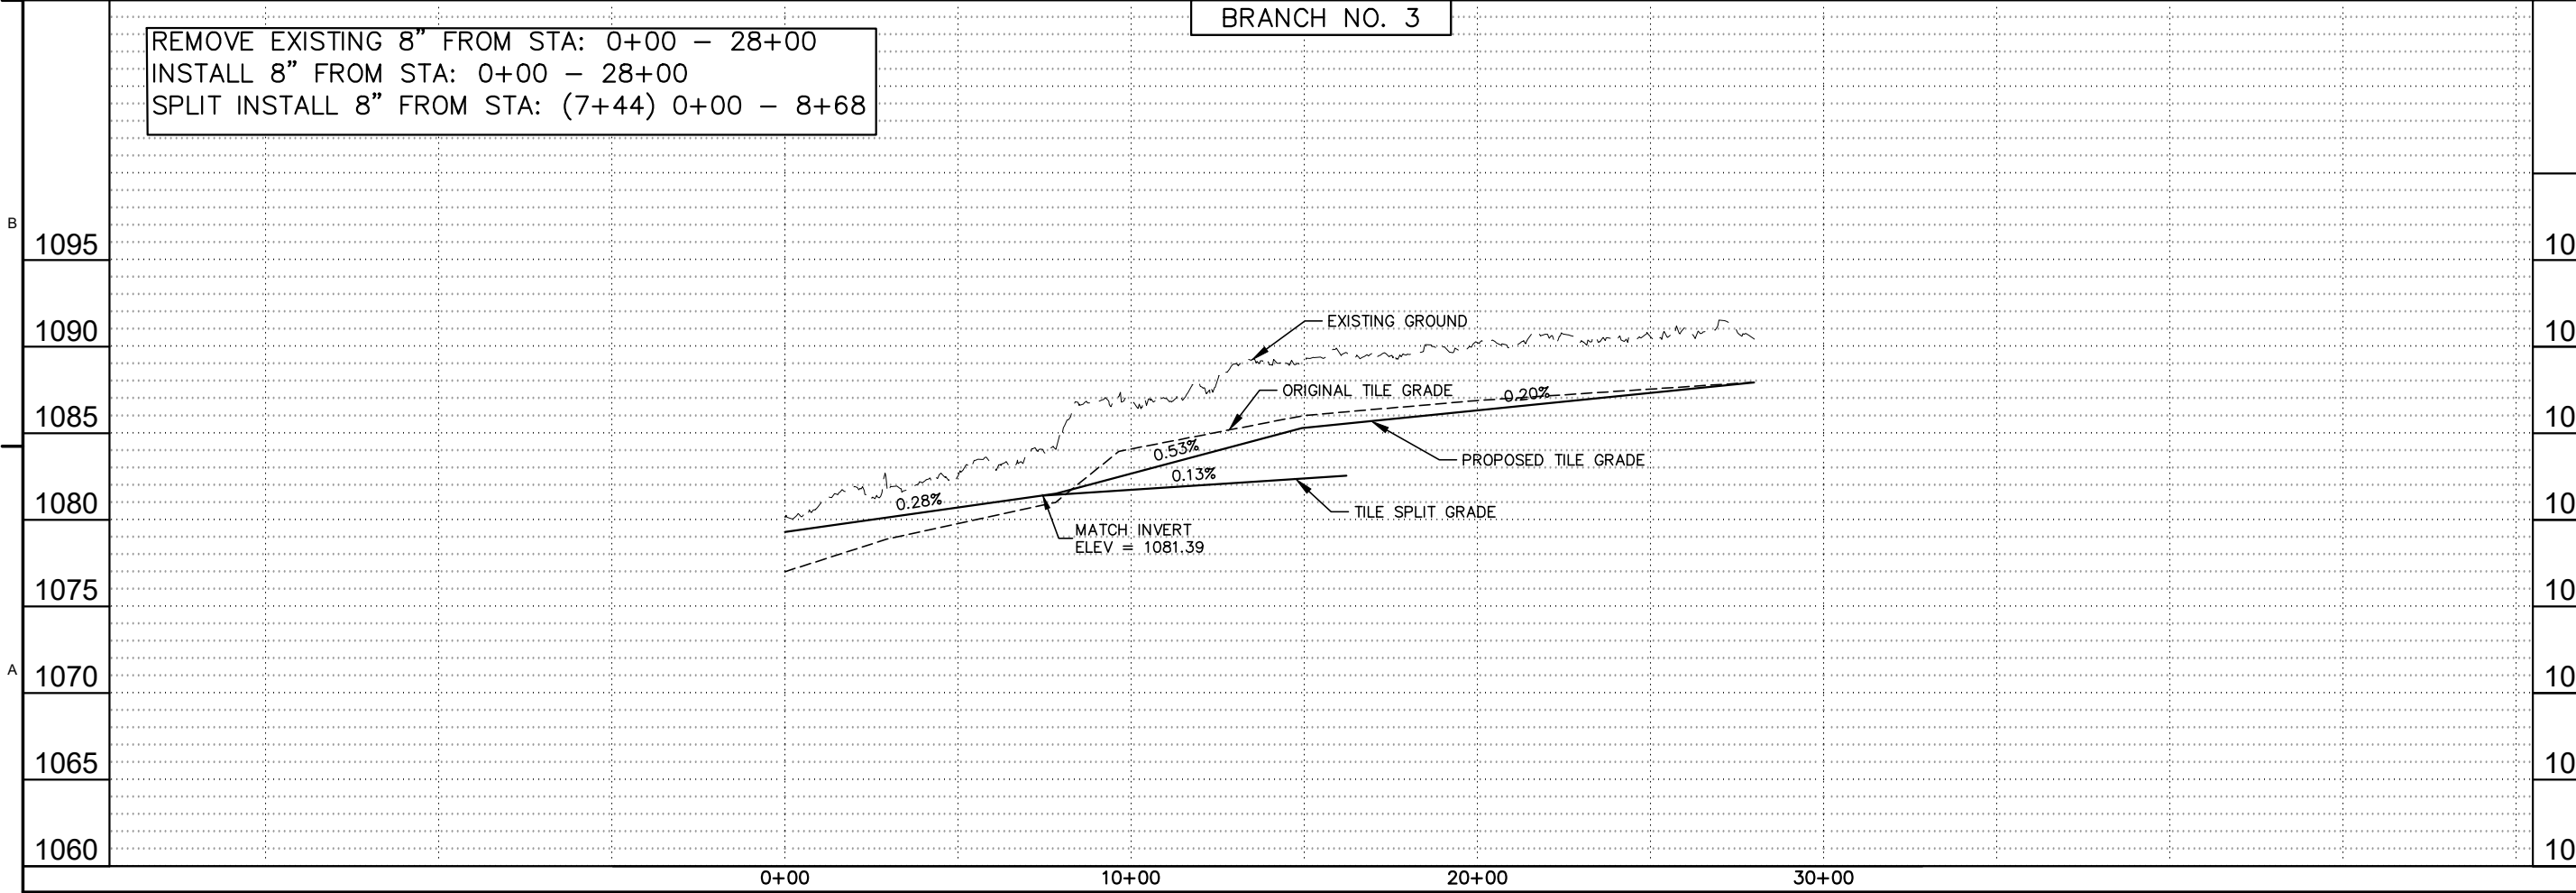 BRANCH NO. 3
REMOVE EXISTING 8" FROM STA: 0+00 - 28+00
INSTALL 8" FROM STA: 0+00 - 28+00
SPLIT INSTALL 8" FROM STA: (7+44) 0+00 - 8+68
B
1095
10
1090
10
EXISTING GROUND
ORIGINAL TILE GRADE
0.20%
1085
10
0.53%
PROPOSED TILE GRADE
0.13%
1080
10
0.28%
TILE SPLIT GRADE
MATCH INVERT
ELEV = 1081.39
1075
10
A
1070
10
1065
10
1060
10
0+00
10+00
20+00
30+00